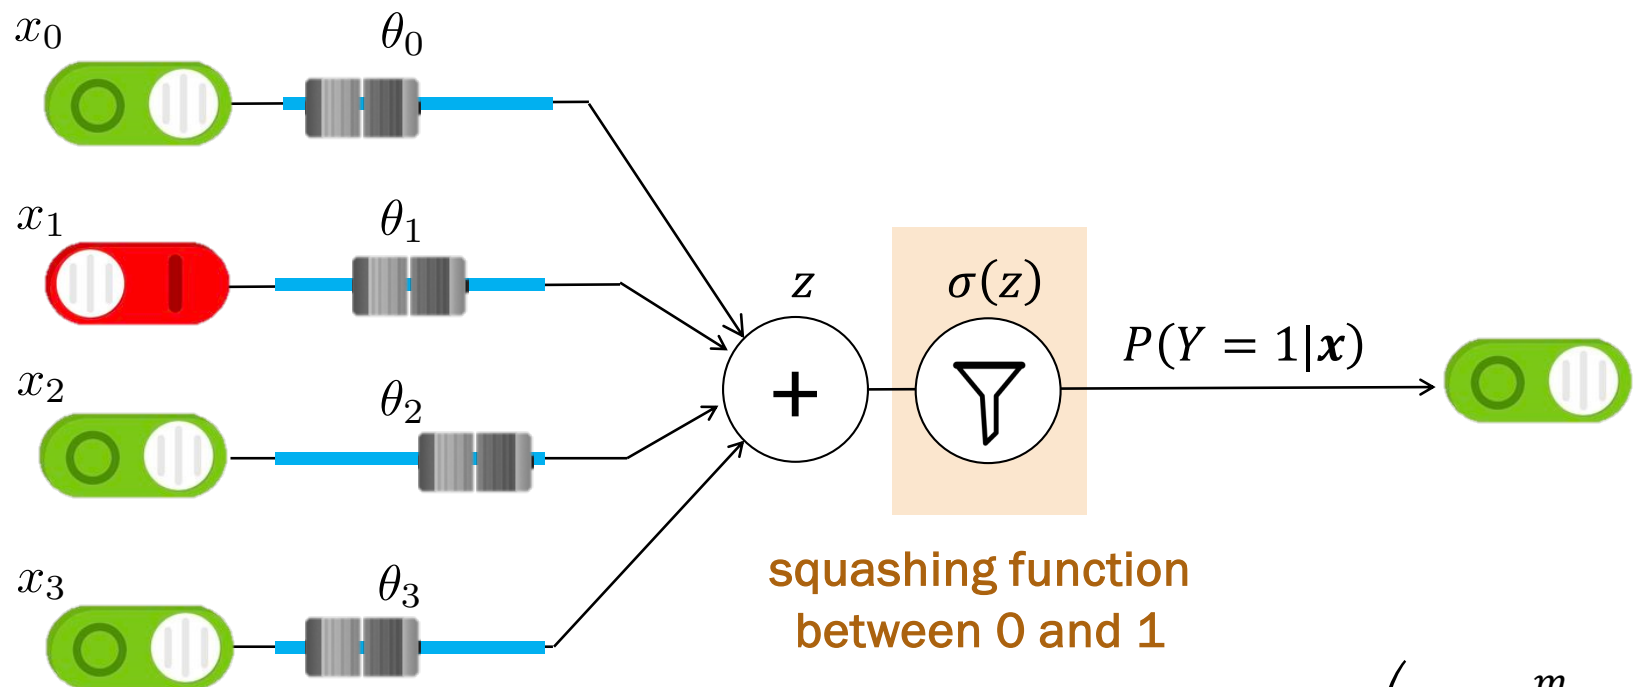 x₀
θ₀
x₁
θ₁
x₂
θ₂
x₃
θ₃
z
+
σ(z)
P(Y = 1|x)
squashing function
between 0 and 1
( m